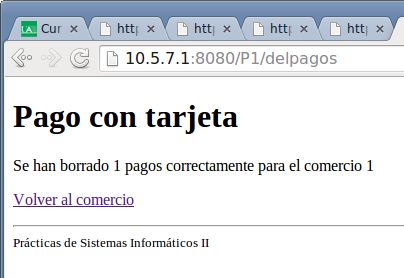 Cur
http
http
http
http
10.5.7.1:8080/P1/delpagos
Pago con tarjeta
Se han borrado 1 pagos correctamente para el comercio 1
Volver al comercio
Prácticas de Sistemas Informáticos II